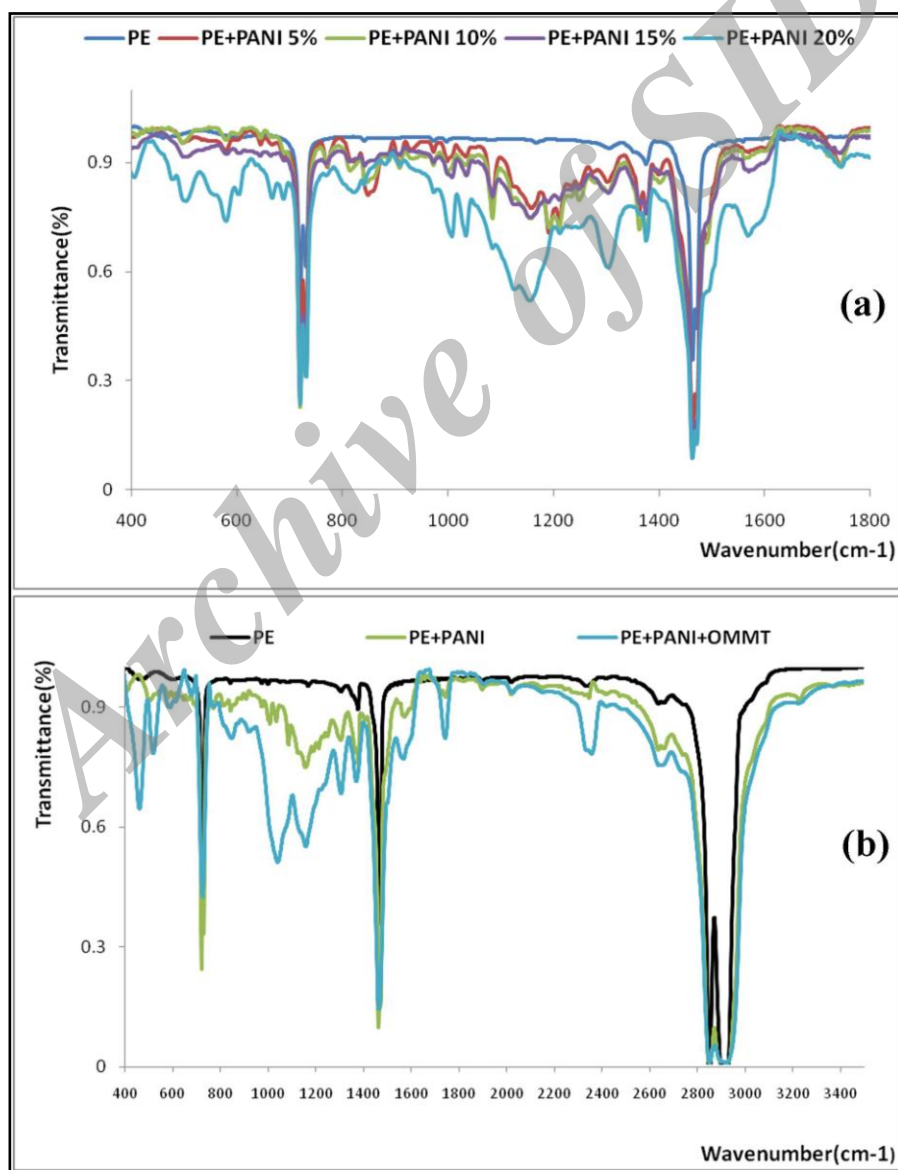 PE PE+PANI 5% PE+PANI 10% PE+PANI 15% PE+PANI 20%
Transmittance(%)
0.9
0.6
0.3
0
400 600 800 1000 1200 1400 1600 1800
Wavenumber(cm-1)
(a)
PE PE+PANI PE+PANI+OMMT
Transmittance(%)
0.9
0.6
0.3
0
400 600 800 1000 1200 1400 1600 1800 2000 2200 2400 2600 2800 3000 3200 3400
Wavenumber(cm-1)
(b)
Archive of SID